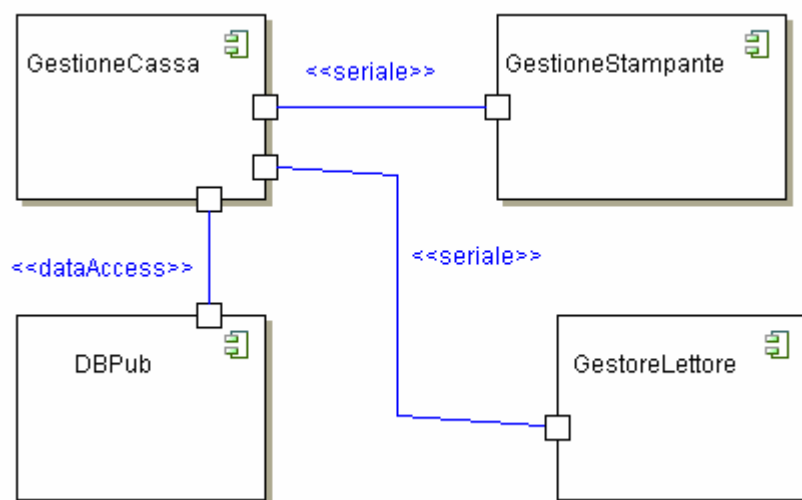 GestioneCassa
<<seriale>>
GestioneStampante
<<dataAccess>>
<<seriale>>
DBPub
GestoreLettore